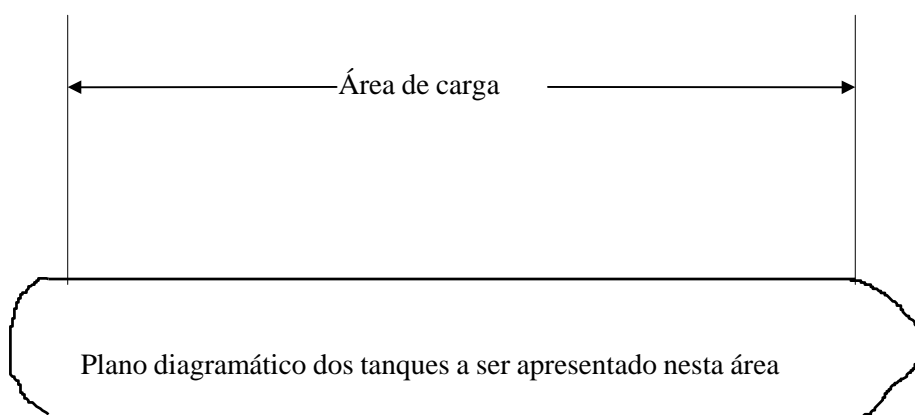 Área de carga
Plano diagramático dos tanques a ser apresentado nesta área